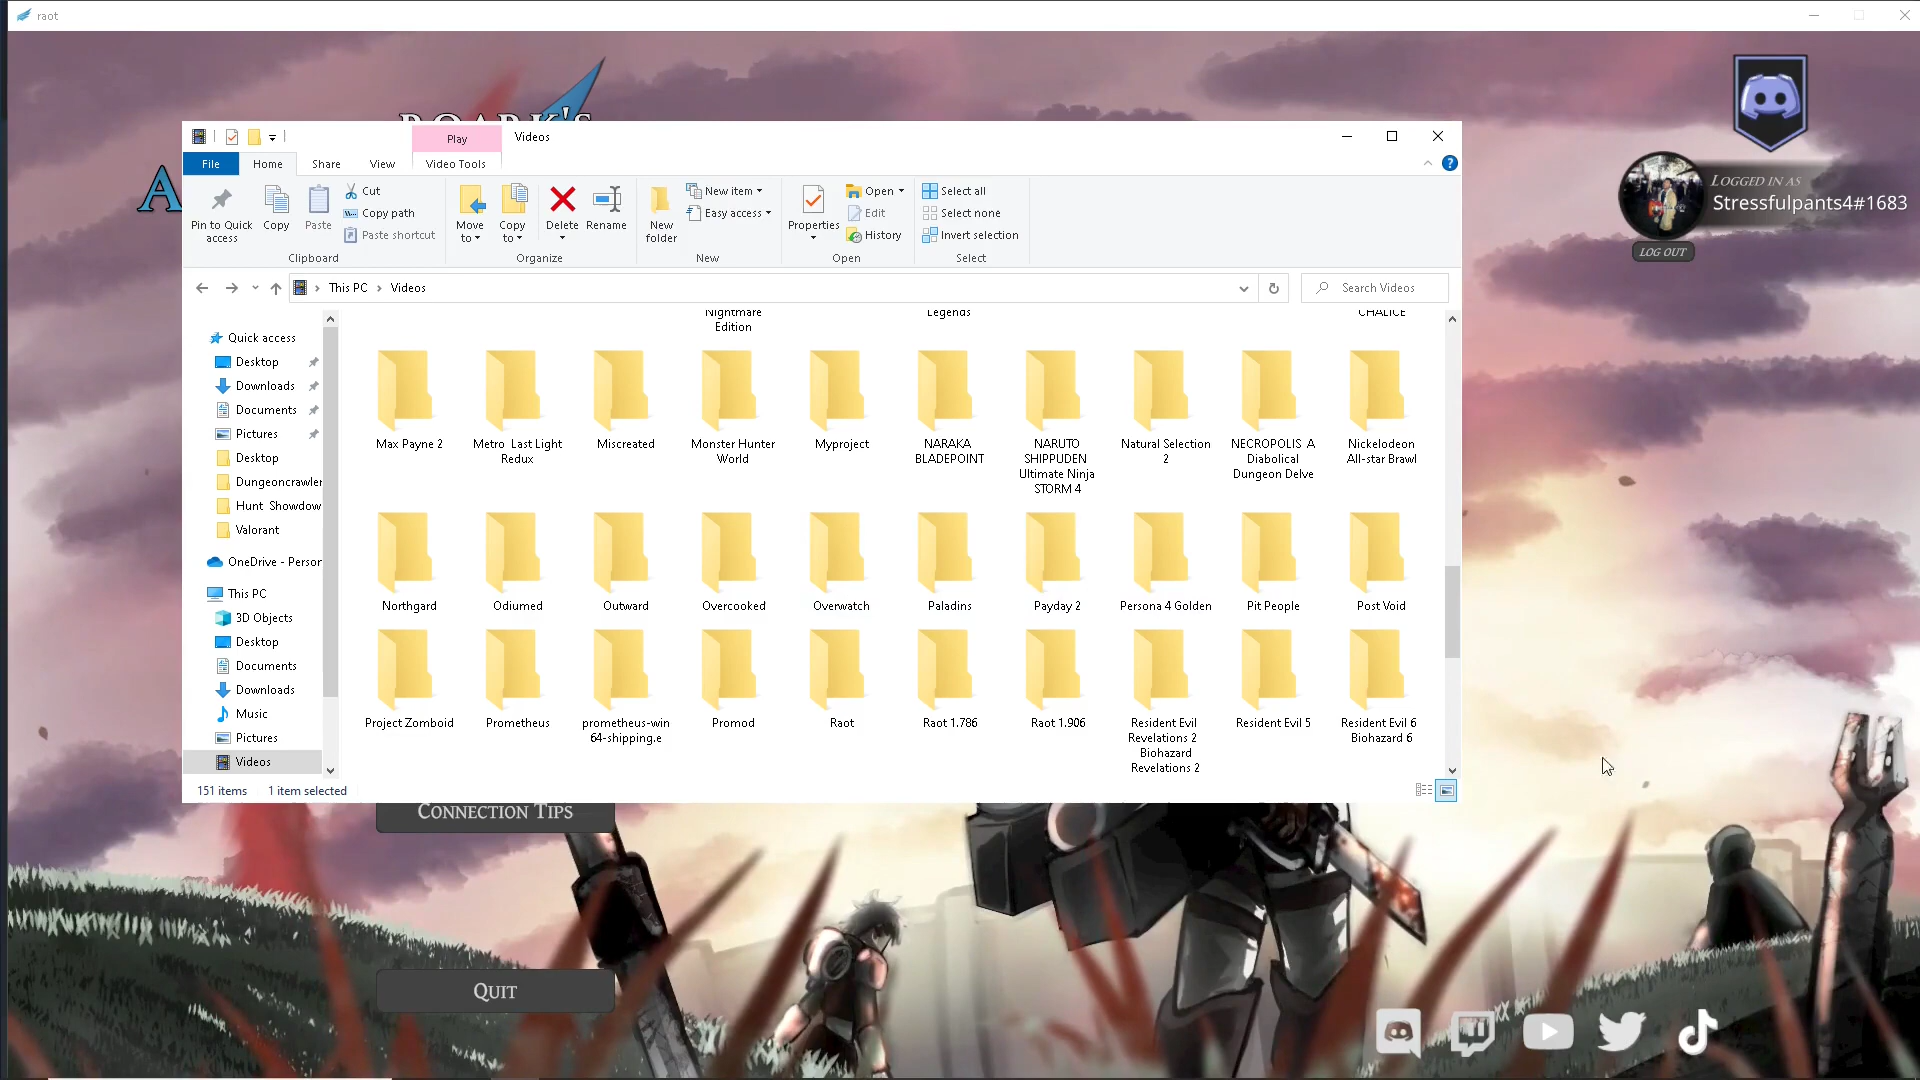 raot
ROARK'S
A
LOGGED IN AS
Stressfulpants4#1683
LOG OUT
Play
Videos
File
Home
Share
View
Video Tools
Pin to Quick
access
Copy
Paste
Cut
Copy path
Paste shortcut
Clipboard
Move
to
Copy
to
Delete
Rename
Organize
New
folder
New item
Easy access
New
Properties
Open
Edit
History
Open
Select all
Select none
Invert selection
Select
This PC
Videos
Search Videos
Quick access
Desktop
Downloads
Documents
Pictures
Desktop
Dungeoncrawler
Hunt Showdow
Valorant
OneDrive - Person
This PC
3D Objects
Desktop
Documents
Downloads
Music
Pictures
Videos
Nightmare
Edition
Legends
CHALICE
Max Payne 2
Metro Last Light
Redux
Miscreated
Monster Hunter
World
Myproject
NARAKA
BLADEPOINT
NARUTO
SHIPPUDEN
Ultimate Ninja
STORM 4
Natural Selection
2
NECROPOLIS A
Diabolical
Dungeon Delve
Nickelodeon
All-star Brawl
Northgard
Odiumed
Outward
Overcooked
Overwatch
Paladins
Payday 2
Persona 4 Golden
Pit People
Post Void
Project Zomboid
Prometheus
prometheus-win
64-shipping.e
Promod
Raot
Raot 1.786
Raot 1.906
Resident Evil
Revelations 2
Biohazard
Revelations 2
Resident Evil 5
Resident Evil 6
Biohazard 6
151 items
1 item selected
CONNECTION TIPS
QUIT